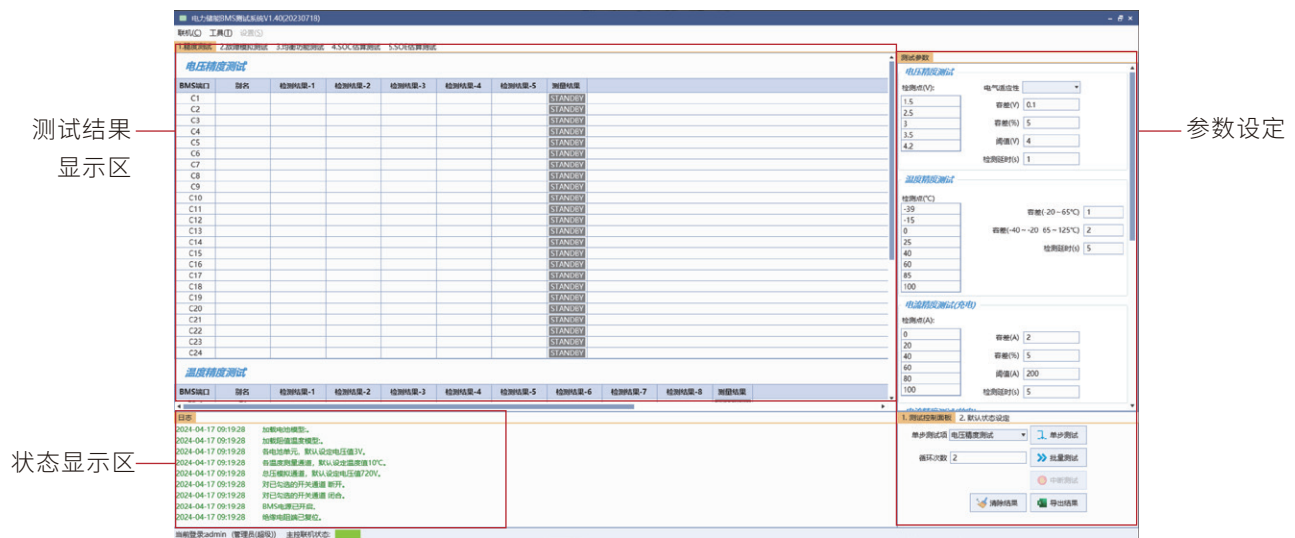 电力储能BMS测试系统V1.40(20230718)
联机(C) 工具(T) 设置(S)
1.精度测试 2.故障模拟测试 3.均衡功能测试 4.SOC估算测试 5.SOE估算测试
电压精度测试
BMS端口 别名 检测结果-1 检测结果-2 检测结果-3 检测结果-4 检测结果-5 测量结果
C1 STANDBY
C2 STANDBY
C3 STANDBY
C4 STANDBY
C5 STANDBY
C6 STANDBY
C7 STANDBY
C8 STANDBY
C9 STANDBY
C10 STANDBY
C11 STANDBY
C12 STANDBY
C13 STANDBY
C14 STANDBY
C15 STANDBY
C16 STANDBY
C17 STANDBY
C18 STANDBY
C19 STANDBY
C20 STANDBY
C21 STANDBY
C22 STANDBY
C23 STANDBY
C24 STANDBY
温度精度测试
BMS端口 别名 检测结果-1 检测结果-2 检测结果-3 检测结果-4 检测结果-5 检测结果-6 检测结果-7 检测结果-8 测量结果
测试结果
显示区
测试参数
电压精度测试
检测点(V): 电气适应性
1.5 容差(V) 0.1
2.5
3 容差(%) 5
3.5 阈值(V) 4
4.2
检测延时(s) 1
温度精度测试
检测点(℃)
-39 容差(-20~65℃) 1
-15
0 容差(-40~-20 65~125℃) 2
25 检测延时(s) 5
40
60
85
100
电流精度测试(充电)
检测点(A):
0 容差(A) 2
20
40 容差(%) 5
60 阈值(A) 200
80
100 检测延时(s) 5
参数设定
日志
2024-04-17 09:19:28 加载电池模型:。
2024-04-17 09:19:28 加载阻值温度模型:。
2024-04-17 09:19:28 各电池单元，默认设定电压值3V。
2024-04-17 09:19:28 各温度测量通道，默认设定温度值10℃。
2024-04-17 09:19:28 总压模拟通道，默认设定电压值720V。
2024-04-17 09:19:28 对已勾选的开关通道 断开。
2024-04-17 09:19:28 对已勾选的开关通道 闭合。
2024-04-17 09:19:28 BMS电源已开启。
2024-04-17 09:19:28 绝缘电阻端已复位。
状态显示区
1. 测试控制面板 2. 默认状态设定
单步测试项 电压精度测试 单步测试
循环次数 2 批量测试
中断测试
清除结果 导出结果
当前登录:admin (管理员(超级)) 主控联机状态: